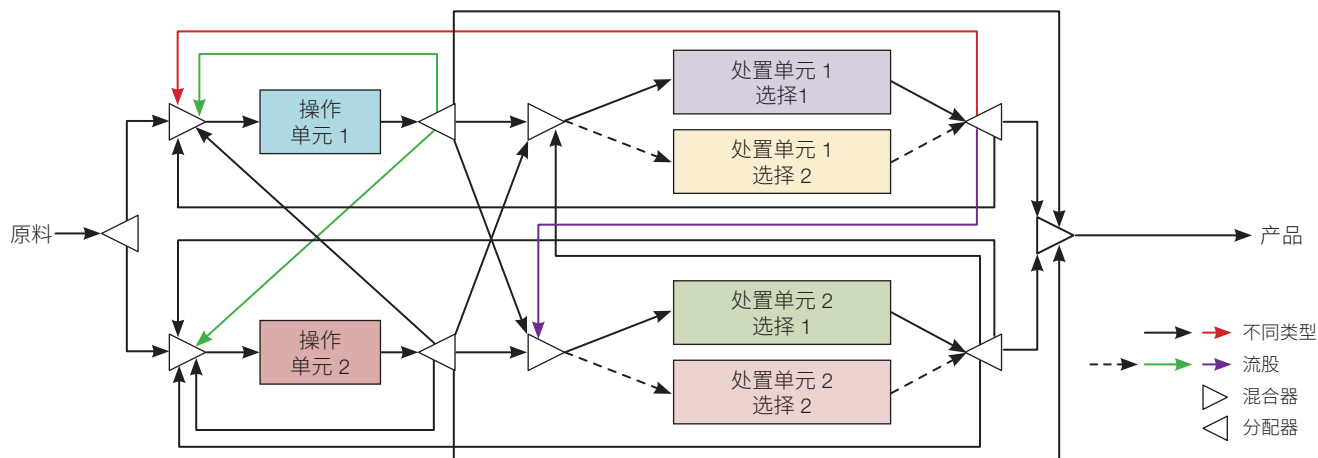 操作
单元 1
处置单元 1
选择1
处置单元 1
选择 2
原料
产品
操作
单元 2
处置单元 2
选择 1
处置单元 2
选择 2
不同类型
流股
混合器
分配器